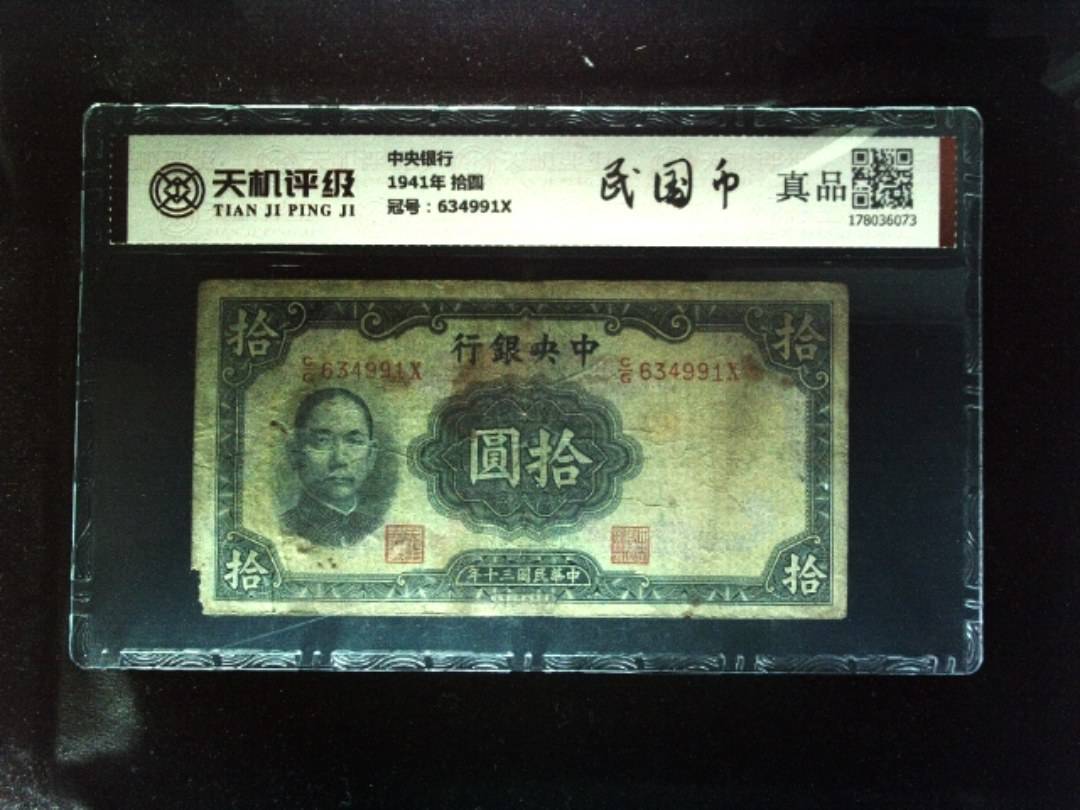 天机评级
TIAN JI PING JI
中央银行
1941年 拾圆
冠号：634991X
民国币
真品
178036073
拾
拾
行銀央中
C/G 634991X
C/G 634991X
圓拾
拾
拾
年十三國民華中